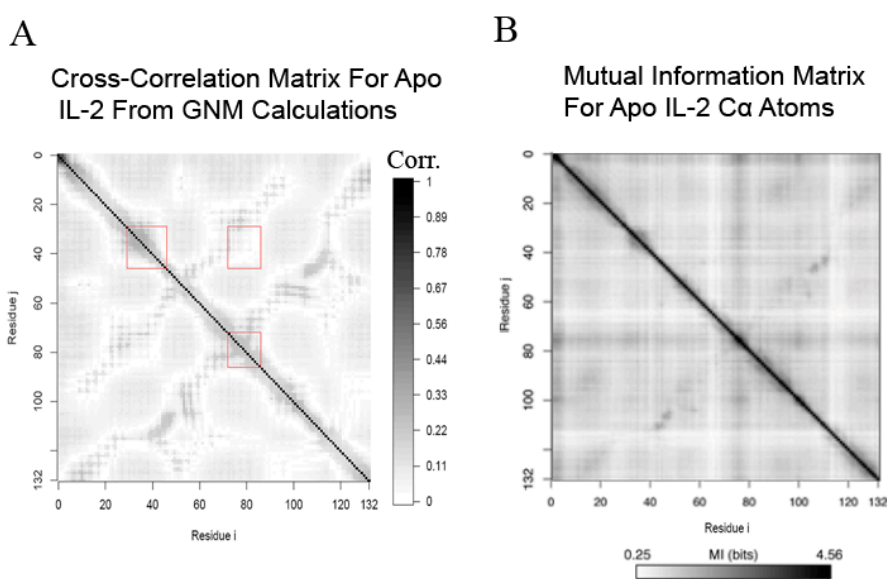 A
Cross-Correlation Matrix For Apo
IL-2 From GNM Calculations
Corr.
0
20
40
60
80
100
132
Residue j
0 20 40 60 80 100 132
Residue i
1
0.89
0.78
0.67
0.56
0.44
0.33
0.22
0.11
0
B
Mutual Information Matrix
For Apo IL-2 Cα Atoms
0
20
40
60
80
100
132
Residue j
0 20 40 60 80 100 120 132
Residue i
0.25 MI (bits) 4.56